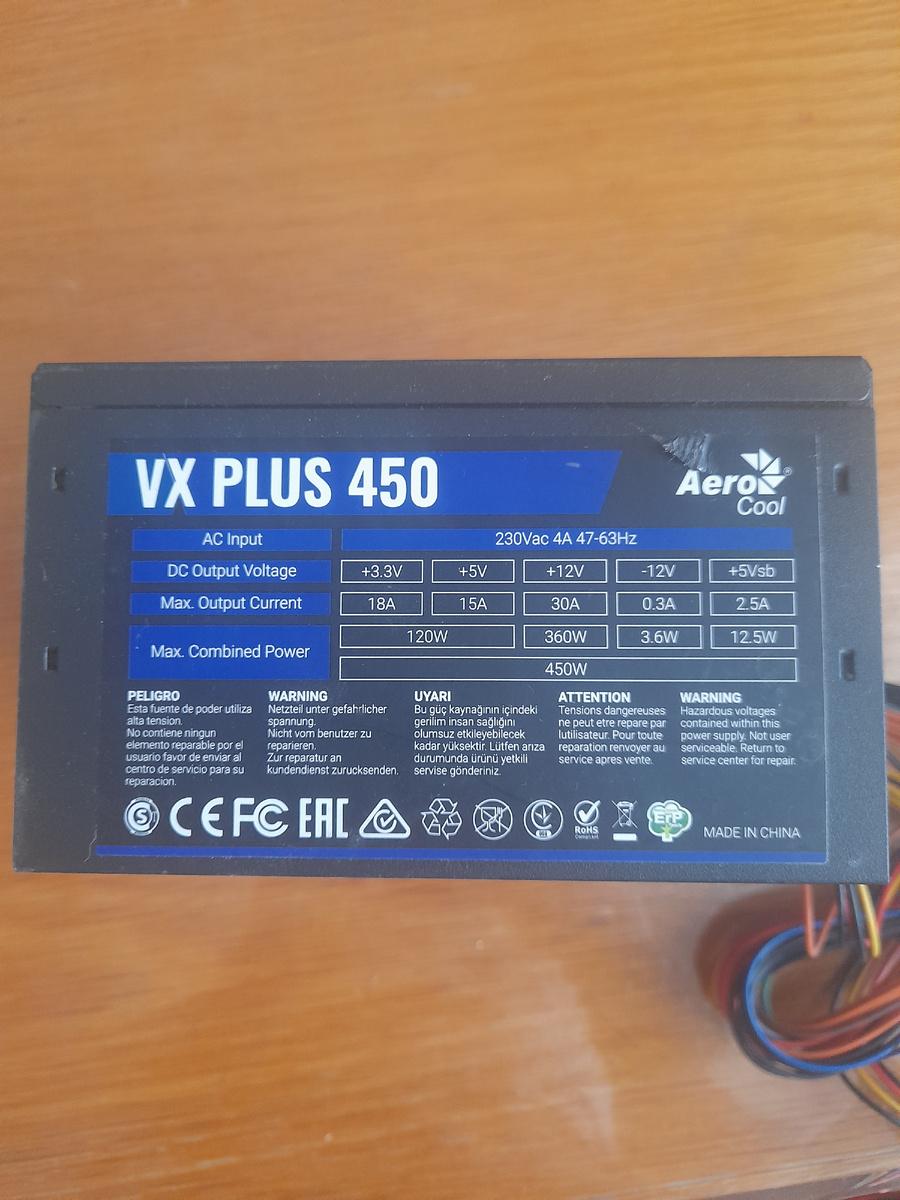 VX PLUS 450
Aero
Cool
®
AC Input 230Vac 4A 47-63Hz
DC Output Voltage +3.3V +5V +12V -12V +5Vsb
Max. Output Current 18A 15A 30A 0.3A 2.5A
Max. Combined Power 120W 360W 3.6W 12.5W
450W
PELIGRO
Esta fuente de poder utiliza
alta tension.
No contiene ningun
elemento reparable por el
usuario favor de enviar al
centro de servicio para su
reparacion.
WARNING
Netzteil unter gefahrlicher
spannung.
Nicht vom benutzer zu
reparieren.
Zur reparatur an
kundendienst zurucksenden.
UYARI
Bu güç kaynağının içindeki
gerilim insan sağlığını
olumsuz etkileyebilecek
kadar yüksektir. Lütfen arıza
durumunda ürünü yetkili
servise gönderiniz.
ATTENTION
Tensions dangereuses
ne peut etre repare par
lutilisateur. Pour toute
reparation renvoyer au
service apres vente.
WARNING
Hazardous voltages
contained within this
power supply. Not user
serviceable. Return to
service center for repair.
S CE FC EAC RoHS ErP MADE IN CHINA
Compliant